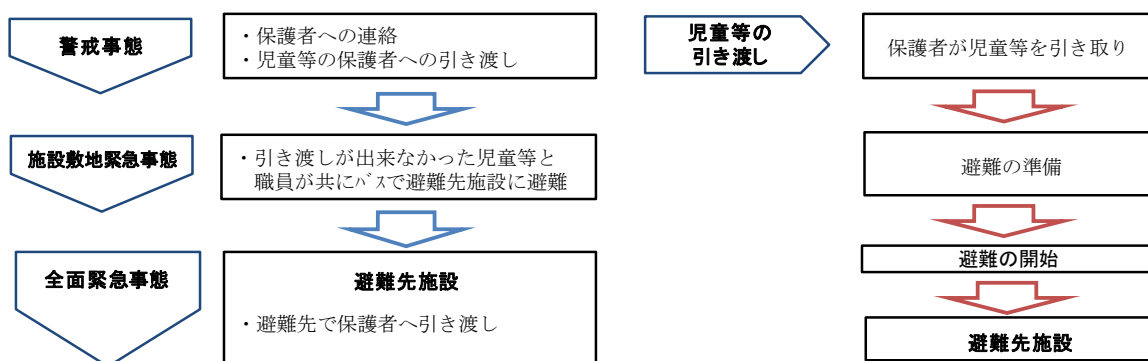 警戒事態
・保護者への連絡
・児童等の保護者への引き渡し
施設敷地緊急事態
・引き渡しが出来なかった児童等と
職員が共にﾊﾞｽで避難先施設に避難
全面緊急事態
避難先施設
・避難先で保護者へ引き渡し
児童等の
引き渡し
保護者が児童等を引き取り
避難の準備
避難の開始
避難先施設